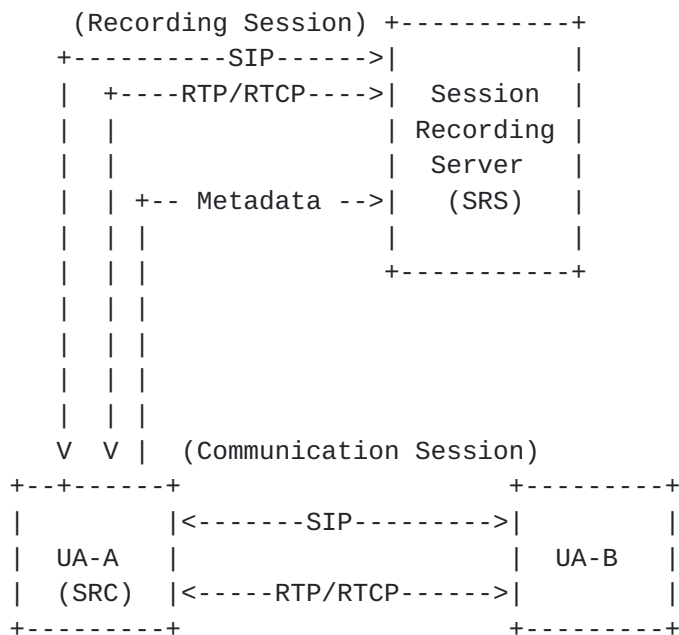 (Recording Session) +-----------+
+----------SIP------>|           |
|  +----RTP/RTCP---->|  Session  |
|  |                 | Recording |
|  |                 |  Server   |
|  | +-- Metadata -->|   (SRS)   |
|  | |               |           |
|  | |               +-----------+
|  | |
|  | |
|  | |
|  | |
V  V |  (Communication Session)
+--+------+                     +---------+
|         |<-------SIP--------->|         |
|  UA-A   |                     |  UA-B   |
|  (SRC)  |<-----RTP/RTCP------>|         |
+---------+                     +---------+